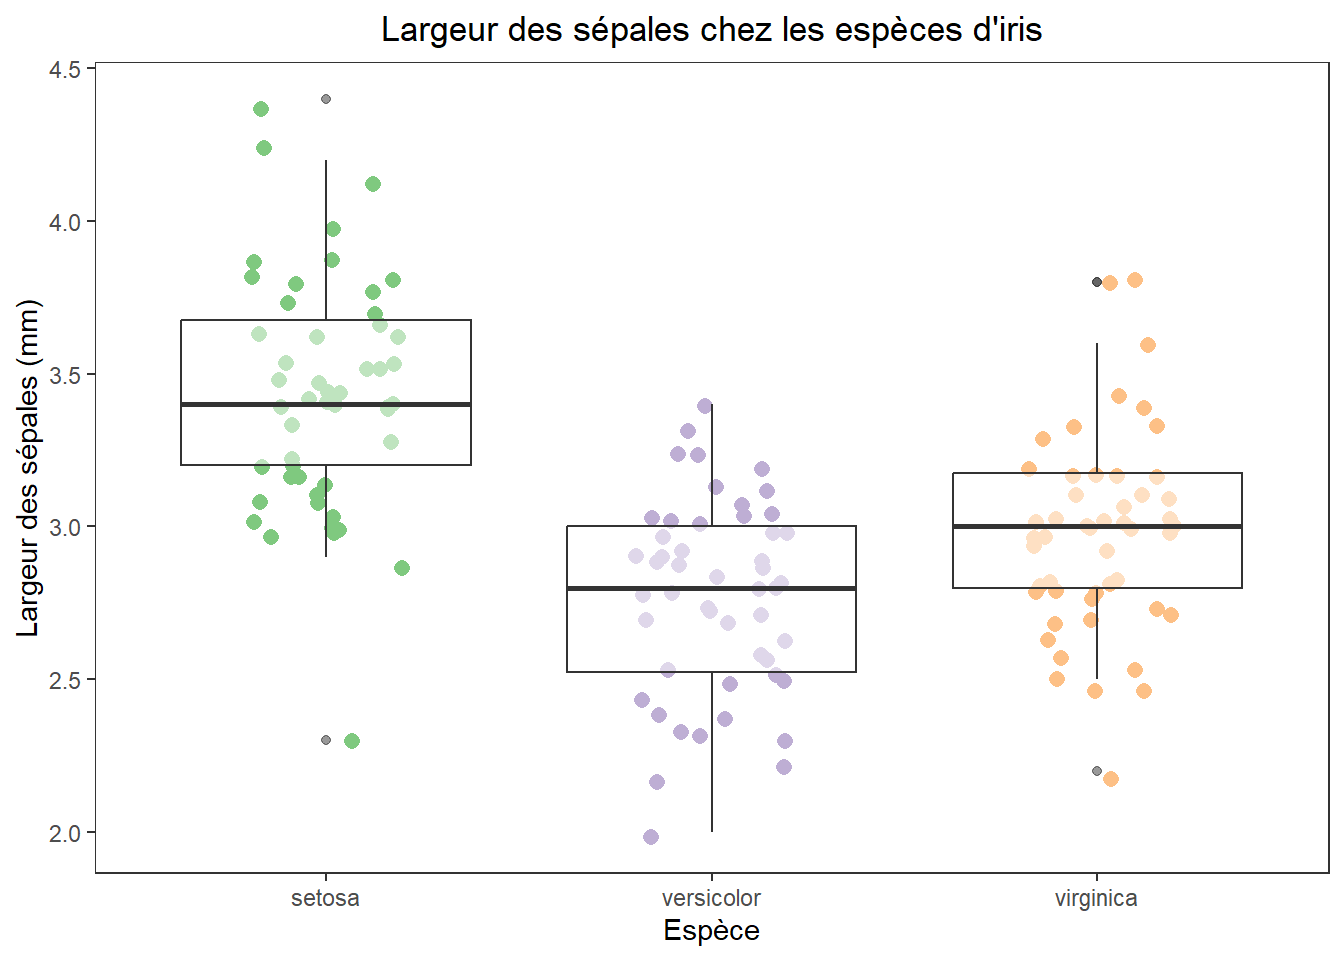 Largeur des sépales chez les espèces d'iris
Largeur des sépales (mm)
4.5
4.0
3.5
3.0
2.5
2.0
setosa versicolor virginica
Espèce